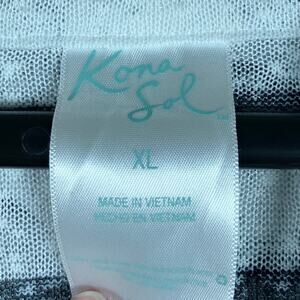 Kona
Sol
XL
MADE IN VIETNAM
HECHO EN VIETNAM